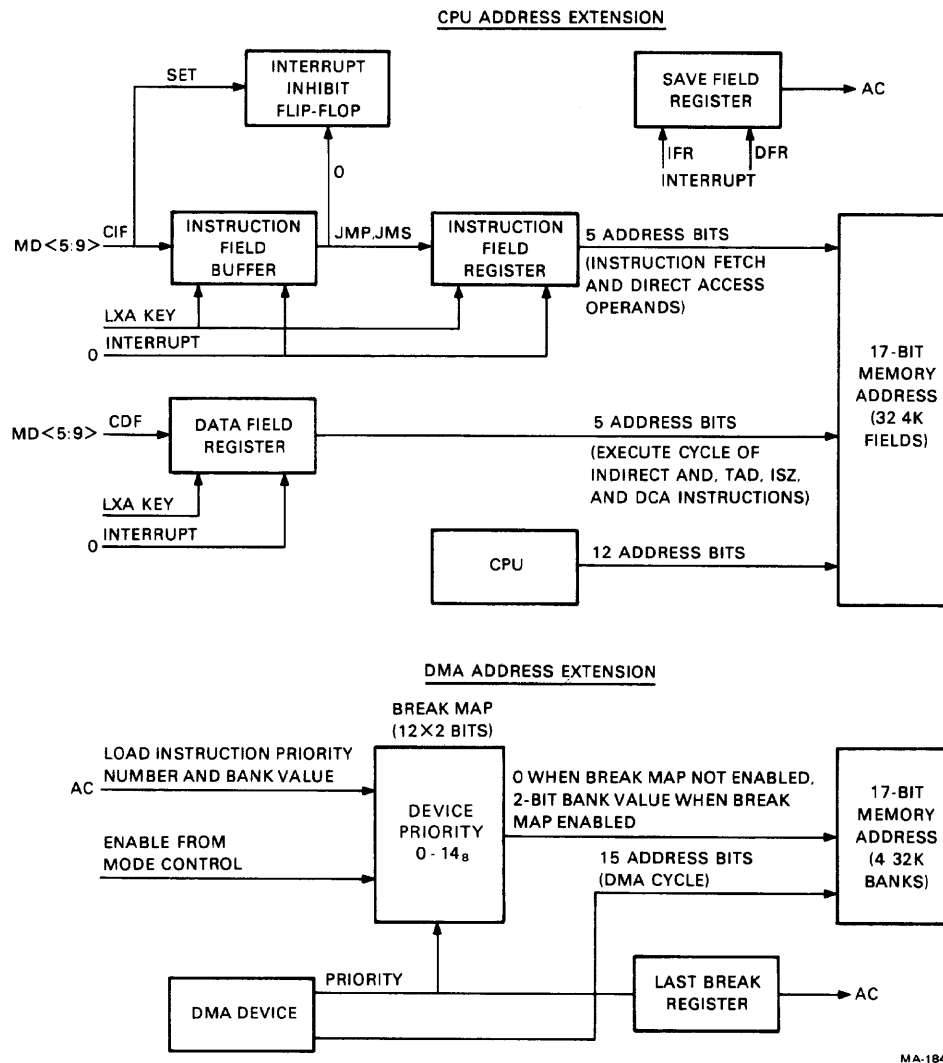 CPU ADDRESS EXTENSION
SET
INTERRUPT
INHIBIT
FLIP-FLOP
SAVE FIELD
REGISTER
AC
IFR
DFR
INTERRUPT
0
MD<5:9>
CIF
INSTRUCTION
FIELD
BUFFER
JMP,JMS
INSTRUCTION
FIELD
REGISTER
5 ADDRESS BITS
(INSTRUCTION FETCH
AND DIRECT ACCESS
OPERANDS)
LXA KEY
0 INTERRUPT
17-BIT
MEMORY
ADDRESS
(32 4K
FIELDS)
MD<5:9>
CDF
DATA FIELD
REGISTER
5 ADDRESS BITS
(EXECUTE CYCLE OF
INDIRECT AND, TAD, ISZ,
AND DCA INSTRUCTIONS)
LXA KEY
0 INTERRUPT
CPU
12 ADDRESS BITS
DMA ADDRESS EXTENSION
BREAK MAP
(12×2 BITS)
AC
LOAD INSTRUCTION PRIORITY
NUMBER AND BANK VALUE
ENABLE FROM
MODE CONTROL
DEVICE
PRIORITY
0 - 14₈
0 WHEN BREAK MAP NOT ENABLED,
2-BIT BANK VALUE WHEN BREAK
MAP ENABLED
15 ADDRESS BITS
(DMA CYCLE)
17-BIT
MEMORY
ADDRESS
(4 32K
BANKS)
PRIORITY
DMA DEVICE
LAST BREAK
REGISTER
AC
MA-184